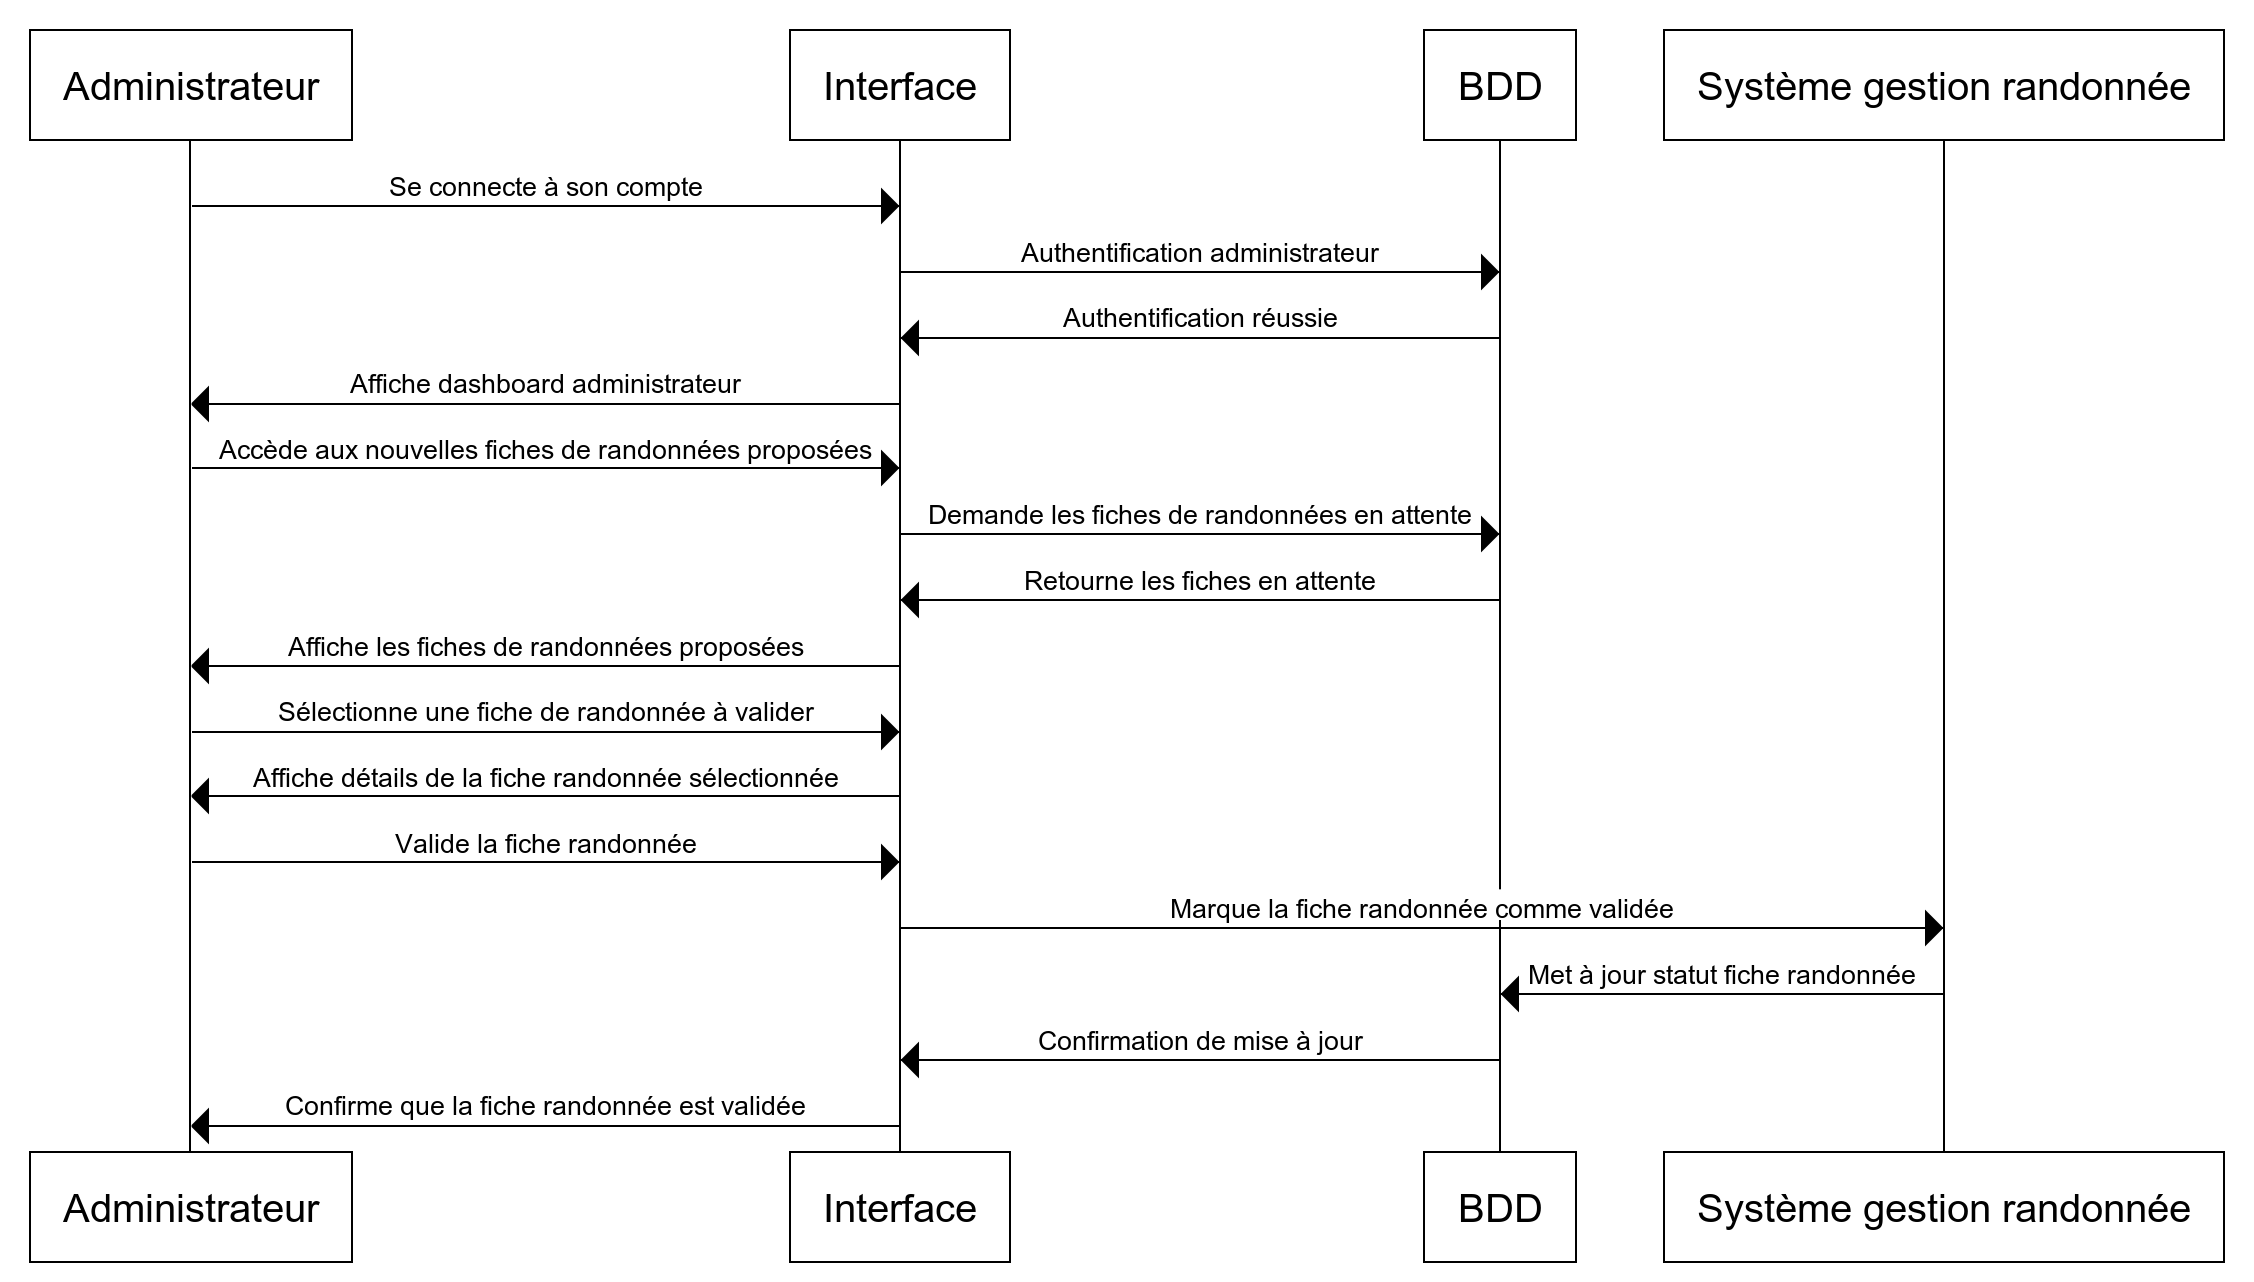 Administrateur
Interface
BDD
Système gestion randonnée
Se connecte à son compte
Authentification administrateur
Authentification réussie
Affiche dashboard administrateur
Accède aux nouvelles fiches de randonnées proposées
Demande les fiches de randonnées en attente
Retourne les fiches en attente
Affiche les fiches de randonnées proposées
Sélectionne une fiche de randonnée à valider
Affiche détails de la fiche randonnée sélectionnée
Valide la fiche randonnée
Marque la fiche randonnée comme validée
Met à jour statut fiche randonnée
Confirmation de mise à jour
Confirme que la fiche randonnée est validée
Administrateur
Interface
BDD
Système gestion randonnée